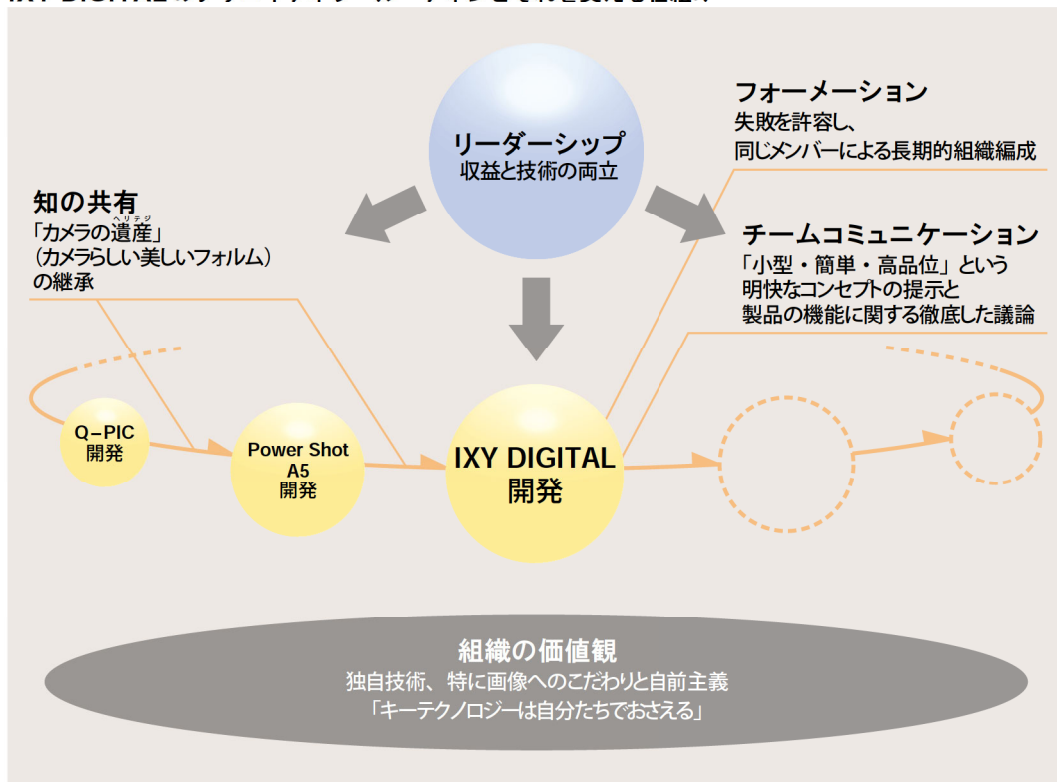 リーダーシップ
収益と技術の両立
フォーメーション
失敗を許容し、
同じメンバーによる長期的組織編成
知の共有
ヘリテジ
「カメラの遺産」
(カメラらしい美しいフォルム)
の継承
チームコミュニケーション
「小型・簡単・高品位」という
明快なコンセプトの提示と
製品の機能に関する徹底した議論
Q-PIC
開発
Power Shot
A5
開発
IXY DIGITAL
開発
組織の価値観
独自技術、特に画像へのこだわりと自前主義
「キーテクノロジーは自分たちでおさえる」